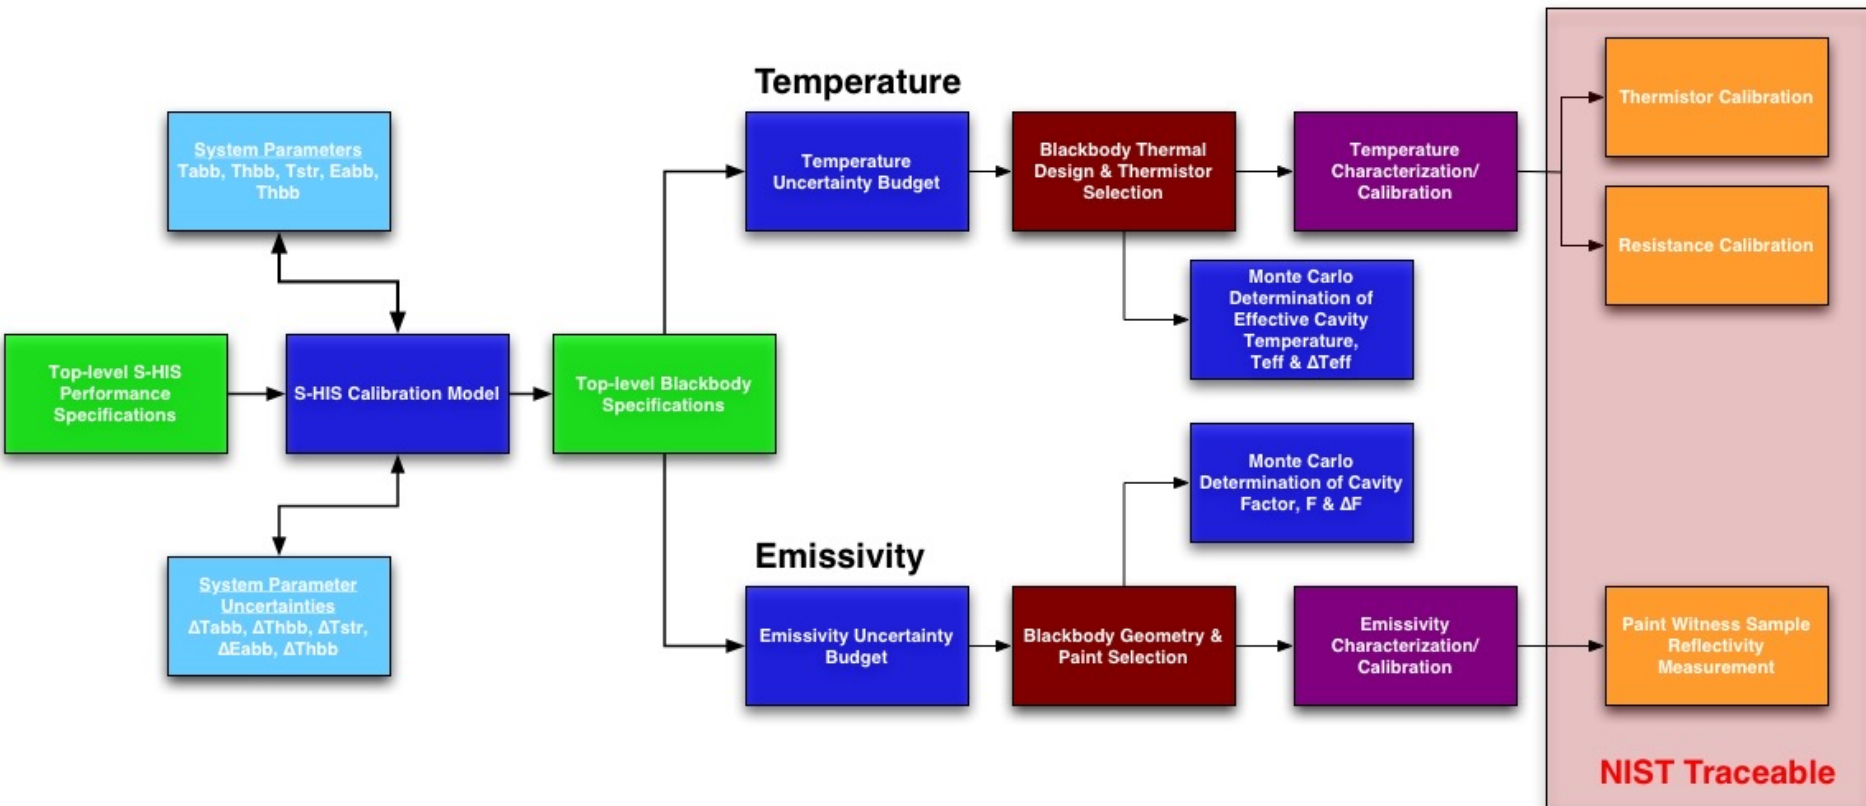 Temperature
System Parameters
Tabb, Thbb, Tstr, Eabb,
Thbb
Temperature
Uncertainty Budget
Blackbody Thermal
Design & Thermistor
Selection
Temperature
Characterization/
Calibration
Thermistor Calibration
Resistance Calibration
Monte Carlo
Determination of
Effective Cavity
Temperature,
Teff & ΔTeff
Top-level S-HIS
Performance
Specifications
S-HIS Calibration Model
Top-level Blackbody
Specifications
Monte Carlo
Determination of Cavity
Factor, F & ΔF
Emissivity
System Parameter
Uncertainties
ΔTabb, ΔThbb, ΔTstr,
ΔEabb, ΔThbb
Emissivity Uncertainty
Budget
Blackbody Geometry &
Paint Selection
Emissivity
Characterization/
Calibration
Paint Witness Sample
Reflectivity
Measurement
NIST Traceable